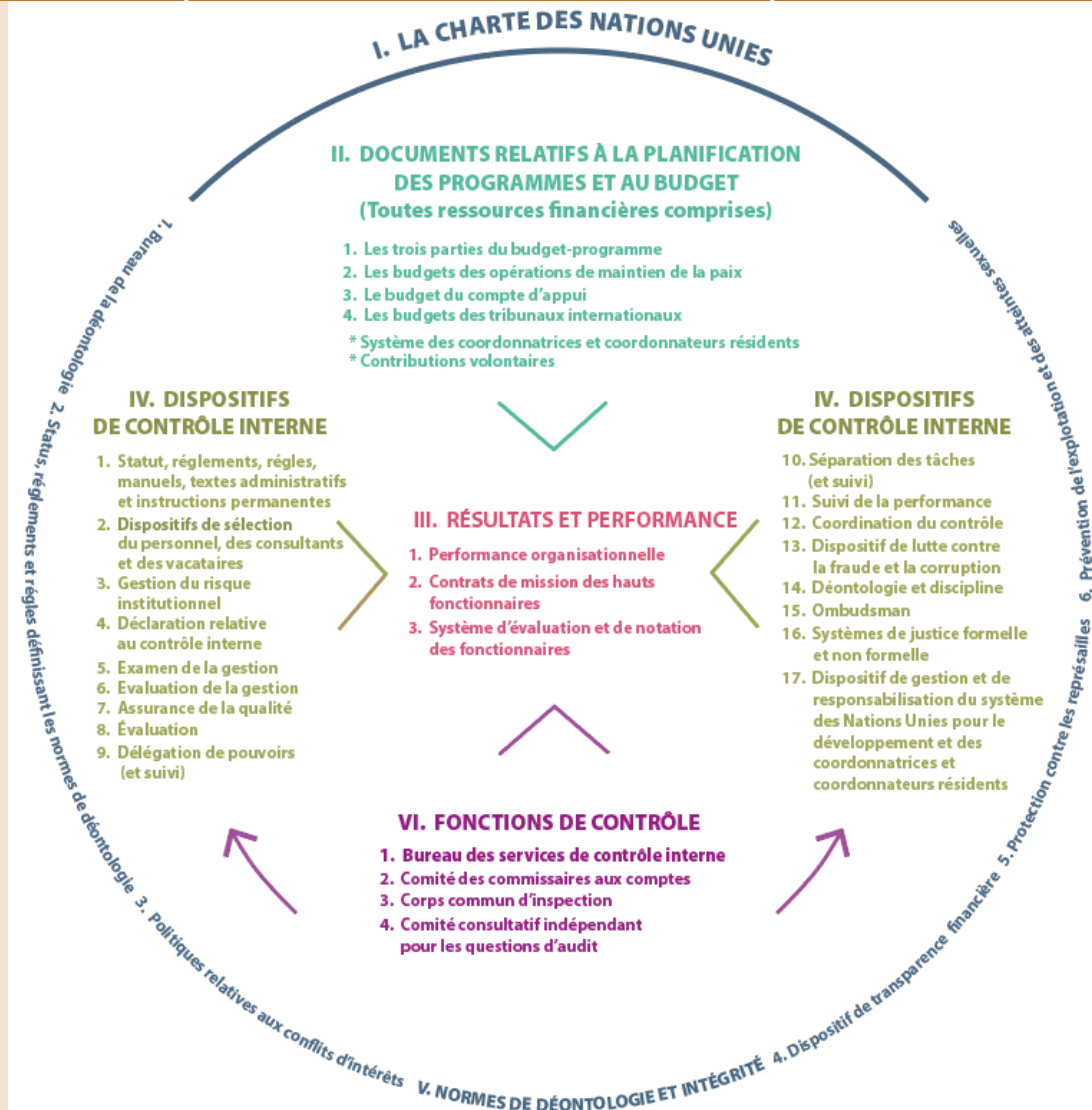 I. LA CHARTE DES NATIONS UNIES
II. DOCUMENTS RELATIFS À LA PLANIFICATION
DES PROGRAMMES ET AU BUDGET
(Toutes ressources financières comprises)
1. Les trois parties du budget-programme
2. Les budgets des opérations de maintien de la paix
3. Le budget du compte d'appui
4. Les budgets des tribunaux internationaux
* Système des coordonnatrices et coordonnateurs résidents
* Contributions volontaires
IV. DISPOSITIFS
DE CONTRÔLE INTERNE
1. Statut, réglements, régles,
manuels, textes administratifs
et instructions permanentes
2. Dispositifs de sélection
du personnel, des consultants
et des vacataires
3. Gestion du risque
institutionnel
4. Déclaration relative
au contrôle interne
5. Examen de la gestion
6. Evaluation de la gestion
7. Assurance de la qualité
8. Évaluation
9. Délégation de pouvoirs
(et suivi)
III. RÉSULTATS ET PERFORMANCE
1. Performance organisationnelle
2. Contrats de mission des hauts
fonctionnaires
3. Système d'évaluation et de notation
des fonctionnaires
IV. DISPOSITIFS
DE CONTRÔLE INTERNE
10. Séparation des tâches
(et suivi)
11. Suivi de la performance
12. Coordination du contrôle
13. Dispositif de lutte contre
la fraude et la corruption
14. Déontologie et discipline
15. Ombudsman
16. Systèmes de justice formelle
et non formelle
17. Dispositif de gestion et de
responsabilisation du système
des Nations Unies pour le
développement et des
coordonnatrices et
coordonnateurs résidents
VI. FONCTIONS DE CONTRÔLE
1. Bureau des services de contrôle interne
2. Comité des commissaires aux comptes
3. Corps commun d'inspection
4. Comité consultatif indépendant
pour les questions d'audit
1. Bureau de la déontologie 2. Status, réglements et régles définissant les normes de déontologie 3. Politiques relatives aux conflits d'intérêts V. NORMES DE DÉONTOLOGIE ET INTÉGRITÉ 4. Dispositif de transparence financière 5. Protection contre les représailles 6. Prévention de l'explotation et des atteintes sexuelles